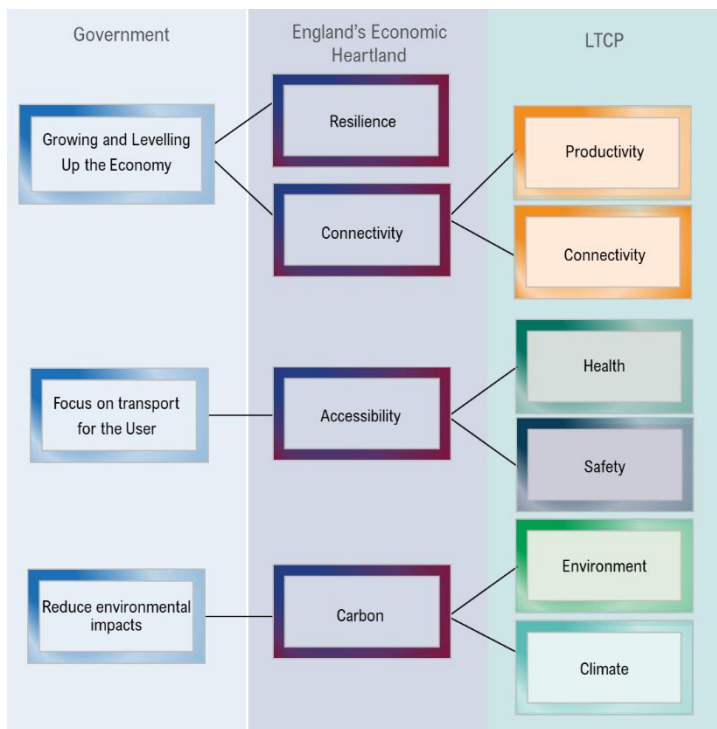 Government
England's Economic
Heartland
LTCP
Growing and Levelling
Up the Economy
Resilience
Connectivity
Productivity
Connectivity
Focus on transport
for the User
Accessibility
Health
Safety
Reduce environmental
impacts
Carbon
Environment
Climate